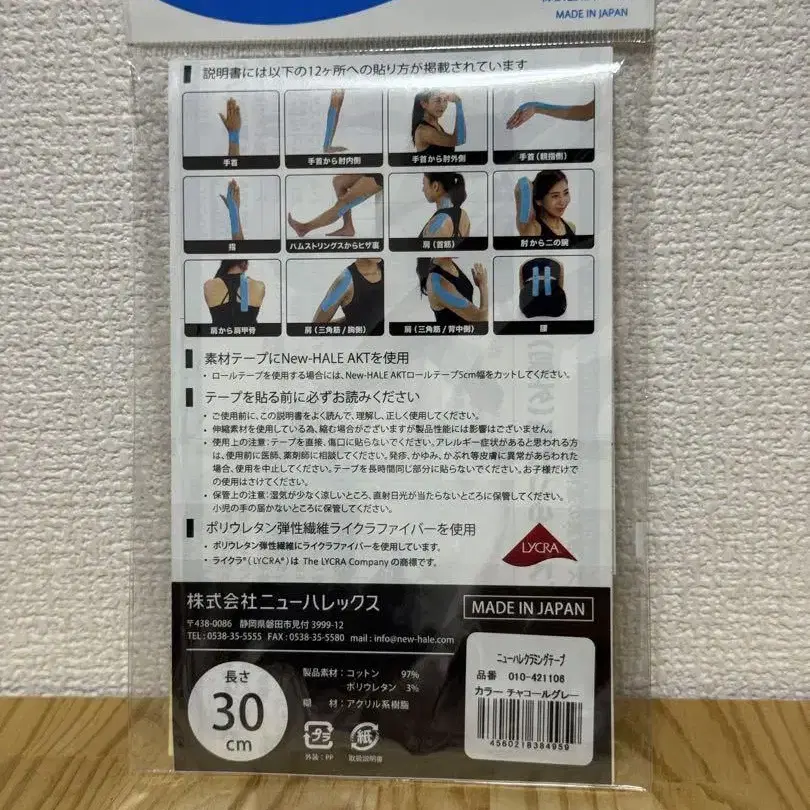 MADE IN JAPAN
説明書には以下の12ヶ所への貼り方が掲載されています
手首
手首から肘内側
手首から肘外側
手首（親指側）
指
ハムストリングスからヒザ裏
肩（首筋）
肘から二の腕
肩から肩甲骨
肩（三角筋/胸側）
肩（三角筋/背中側）
腰
素材テープにNew-HALE AKTを使用
・ロールテープを使用する場合には、New-HALE AKTロールテープ5cm幅をカットしてください。
テープを貼る前に必ずお読みください
・ご使用前に、この説明書をよく読んで、理解し、正しく使用してください。
・伸縮素材を使用している為、縮む場合がございますが製品性能には影響はございません。
・使用上の注意：テープを直接、傷口に貼らないでください。アレルギー症状があると思われる方
は、使用前に医師、薬剤師に相談してください。発疹、かゆみ、かぶれ等皮膚に異常があらわれた
場合、使用を中止してください。テープを長時間同じ部分に貼らないでください。お子様だけで
の使用はさけてください。
・保管上の注意：湿気が少なく涼しいところ、直射日光が当たらないところに保管してください。
小児の手の届かないところに保管してください。
ポリウレタン弾性繊維ライクラファイバーを使用
・ポリウレタン弾性繊維にライクラファイバーを使用しています。
・ライクラ®(LYCRA®)は The LYCRA Company の商標です。
LYCRA
株式会社ニューハレックス
MADE IN JAPAN
〒438-0086 静岡県磐田市見付 3999-12
TEL : 0538-35-5555 FAX : 0538-35-5580 mail : info@new-hale.com
長さ
30
cm
製品素材：コットン 97%
ポリウレタン 3%
糊 材：アクリル系樹脂
プラ
外装：PP
紙
取扱説明書
ニューハレクラミングテープ
品番 010-421106
カラー チャコールグレー
4560218384959